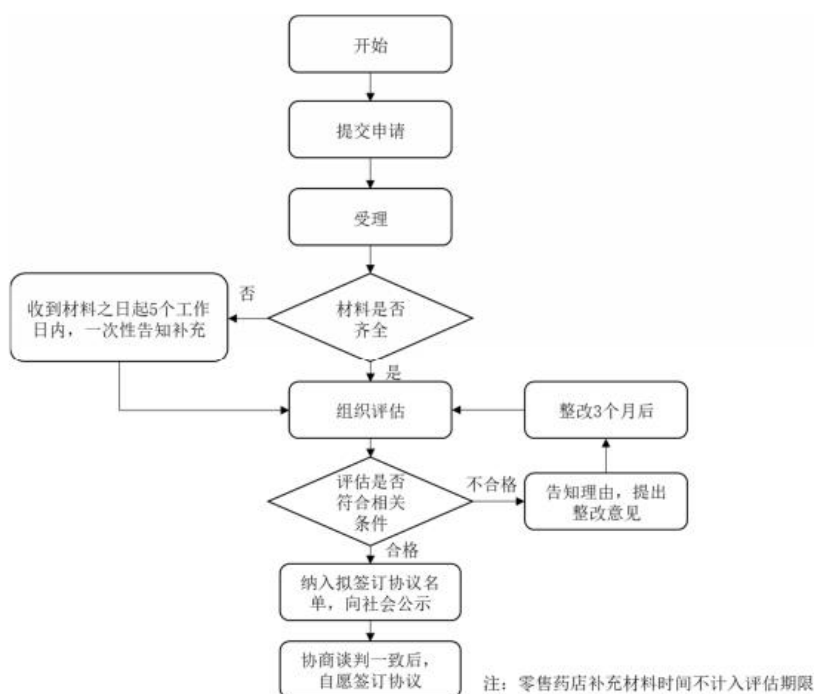 开始
提交申请
受理
否
收到材料之日起5个工作
日内，一次性告知补充
材料是否
齐全
是
组织评估
整改3个月后
评估是否
符合相关
条件
不合格
告知理由，提出
整改意见
合格
纳入拟签订协议名
单，向社会公示
协商谈判一致后，
自愿签订协议
注：零售药店补充材料时间不计入评估期限